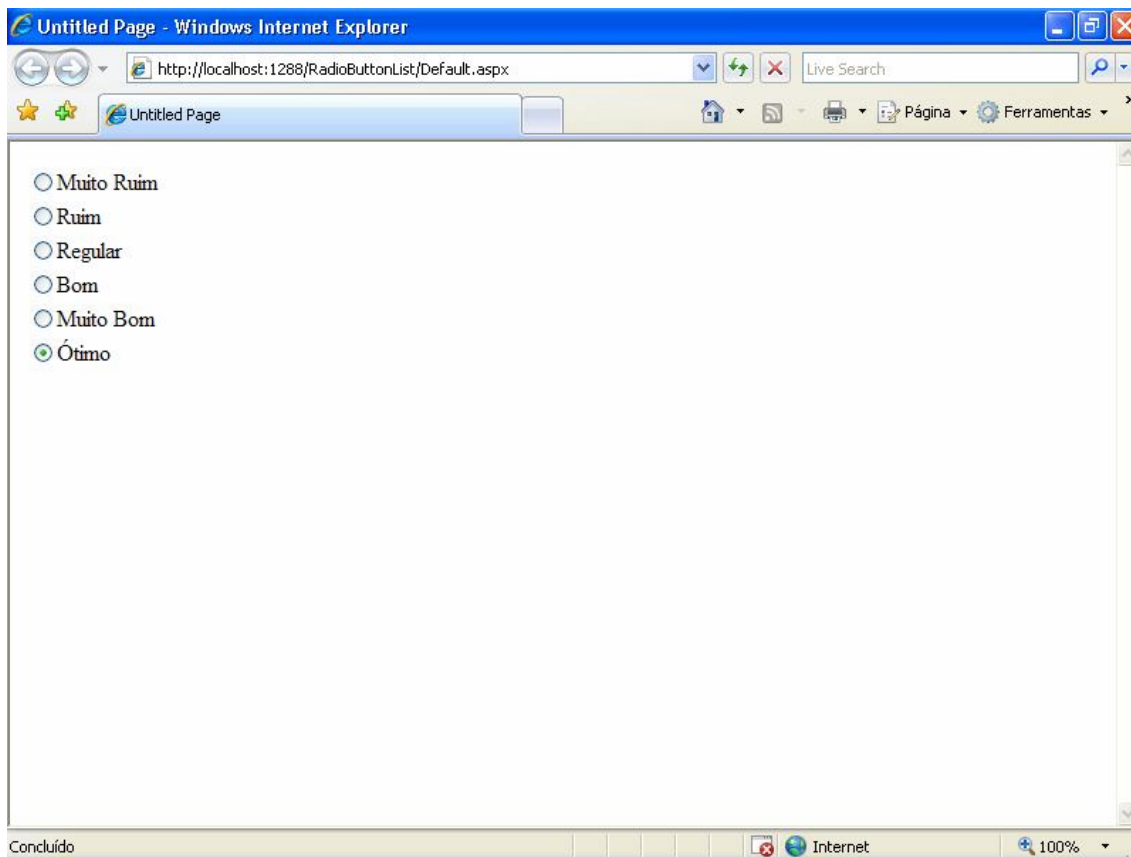 Untitled Page - Windows Internet Explorer
http://localhost:1288/RadioButtonList/Default.aspx
Live Search
Untitled Page
Página
Ferramentas
Muito Ruim
Ruim
Regular
Bom
Muito Bom
Ótimo
Concluído
Internet
100%